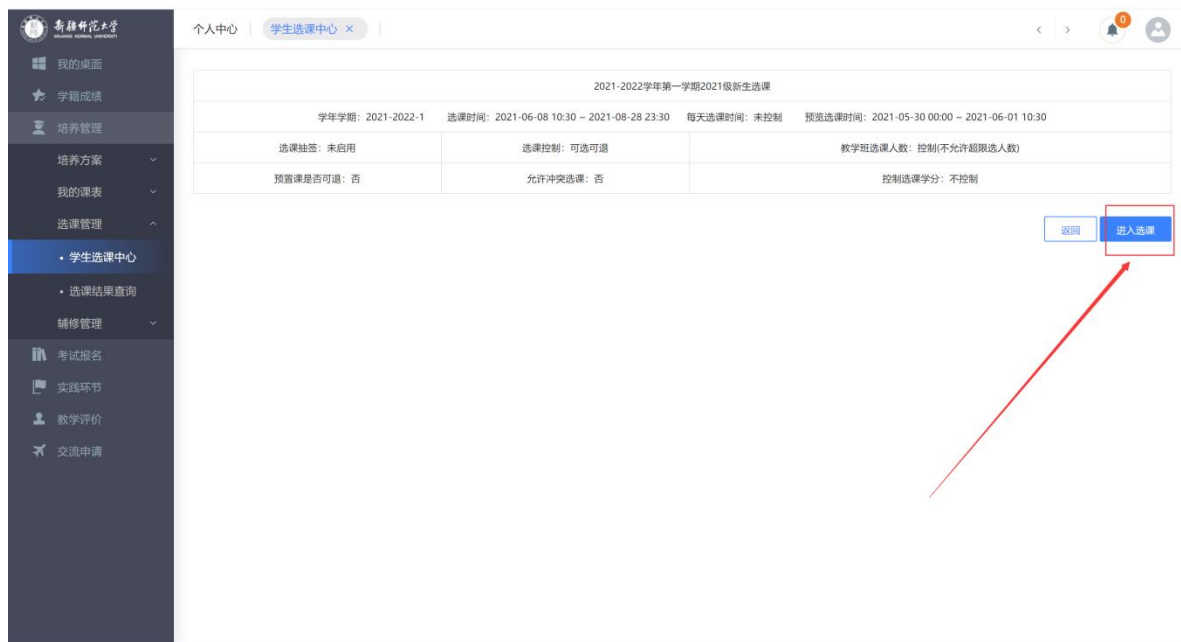 新疆师范大学
XINJIANG NORMAL UNIVERSITY
个人中心
学生选课中心 ×
0
我的桌面
学籍成绩
培养管理
培养方案
我的课表
选课管理
• 学生选课中心
• 选课结果查询
辅修管理
考试报名
实践环节
教学评价
交流申请
2021-2022学年第一学期2021级新生选课
学年学期：2021-2022-1 选课时间：2021-06-08 10:30 ~ 2021-08-28 23:30 每天选课时间：未控制 预览选课时间：2021-05-30 00:00 ~ 2021-06-01 10:30
选课抽签：未启用 选课控制：可选可退 教学班选课人数：控制(不允许超限选人数)
预置课是否可退：否 允许冲突选课：否 控制选课学分：不控制
返回 进入选课